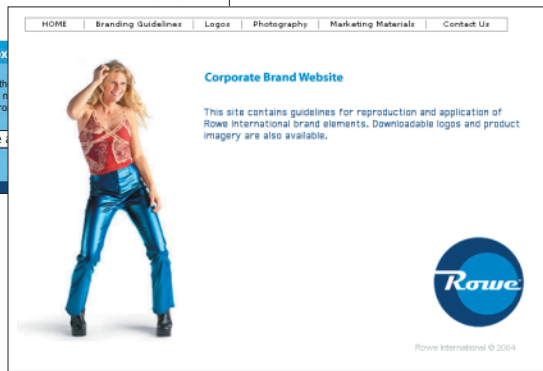 HOME | Branding Guidelines | Logos | Photography | Marketing Materials | Contact Us
Corporate Brand Website
This site contains guidelines for reproduction and application of
Rowe International brand elements. Downloadable logos and product
imagery are also available.
Rowe
Rowe International © 2004